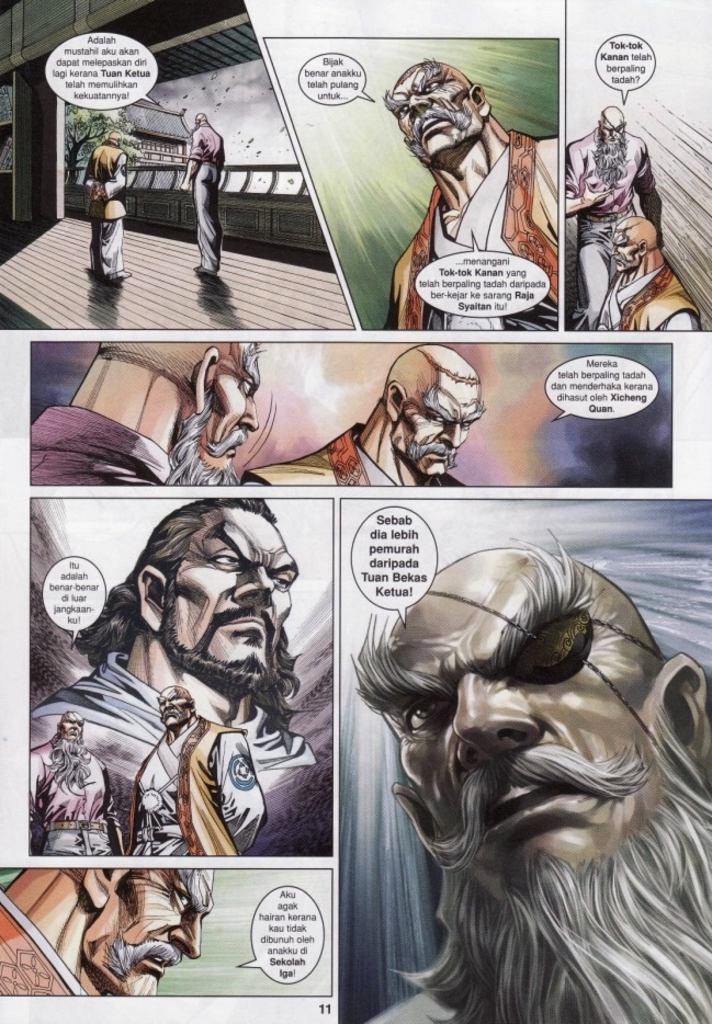 Adalah
mustahil aku akan
dapat melepaskan diri
lagi kerana Tuan Ketua
telah memulihkan
kekuatannya!
Bijak
benar anakku
telah pulang
untuk...
...menangani
Tok-tok Kanan yang
telah berpaling tadah daripada
ber-kejar ke sarang Raja
Syaitan itu!
Tok-tok
Kanan telah
berpaling
tadah?
Mereka
telah berpaling tadah
dan menderhaka kerana
dihasut oleh Xicheng
Quan.
Itu
adalah
benar-benar
di luar
jangkaan-
ku!
Sebab
dia lebih
pemurah
daripada
Tuan Bekas
Ketua!
Aku
agak
hairan kerana
kau tidak
dibunuh oleh
anakku di
Sekolah
Iga!
11